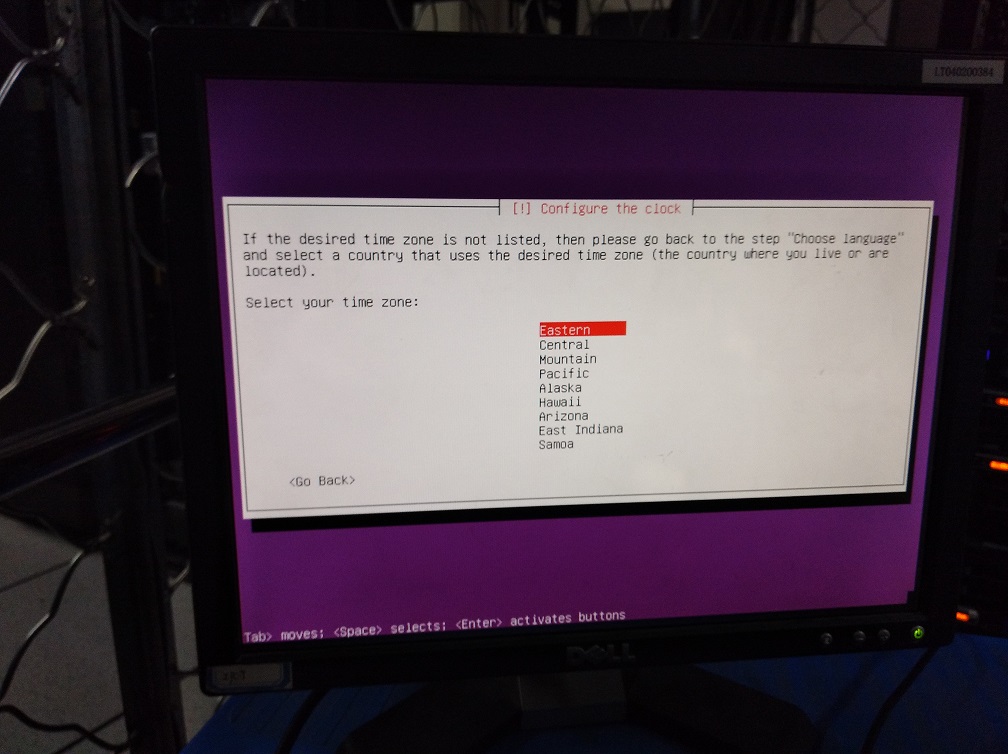 LT040200384
[!] Configure the clock
If the desired time zone is not listed, then please go back to the step "Choose language"
and select a country that uses the desired time zone (the country where you live or are
located).
Select your time zone:
Eastern
Central
Mountain
Pacific
Alaska
Hawaii
Arizona
East Indiana
Samoa
<Go Back>
Tab> moves; <Space> selects; <Enter> activates buttons
DELL